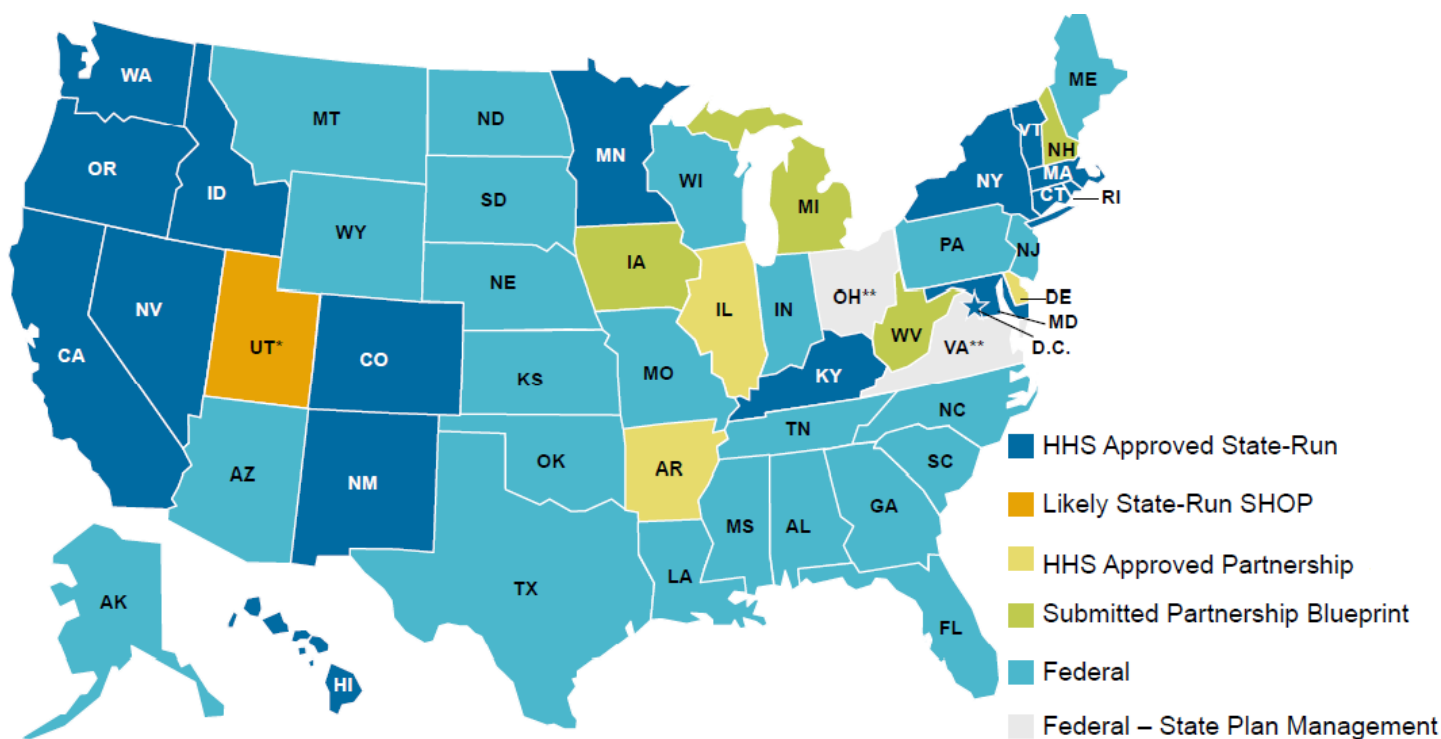 WA
ME
MT
ND
VT
MN
NH
OR
MA
NY
ID
WI
CT
SD
RI
MI
WY
PA
NJ
IA
NE
OH**
DE
NV
IL
IN
MD
WV
D.C.
UT*
VA**
CA
CO
MO
KS
KY
NC
TN
HHS Approved State-Run
OK
SC
AZ
AR
NM
Likely State-Run SHOP
GA
MS
AL
HHS Approved Partnership
LA
TX
AK
Submitted Partnership Blueprint
FL
Federal
HI
Federal – State Plan Management